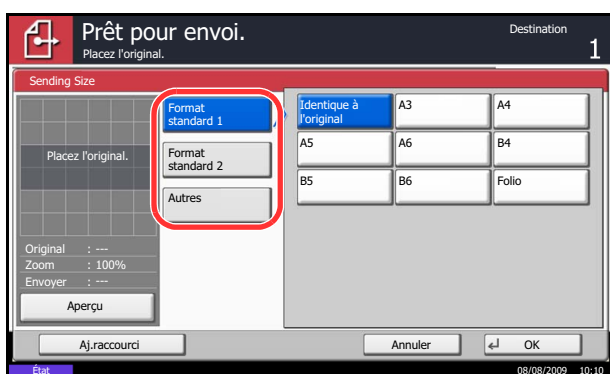 Prêt pour envoi.
Placez l'original.
Destination
1
Sending Size
Placez l'original.
Original : ---
Zoom : 100%
Envoyer : ---
Aperçu
Format
standard 1
Format
standard 2
Autres
Identique à
l'original
A3
A4
A5
A6
B4
B5
B6
Folio
Aj.raccourci
Annuler
OK
État
08/08/2009 10:10